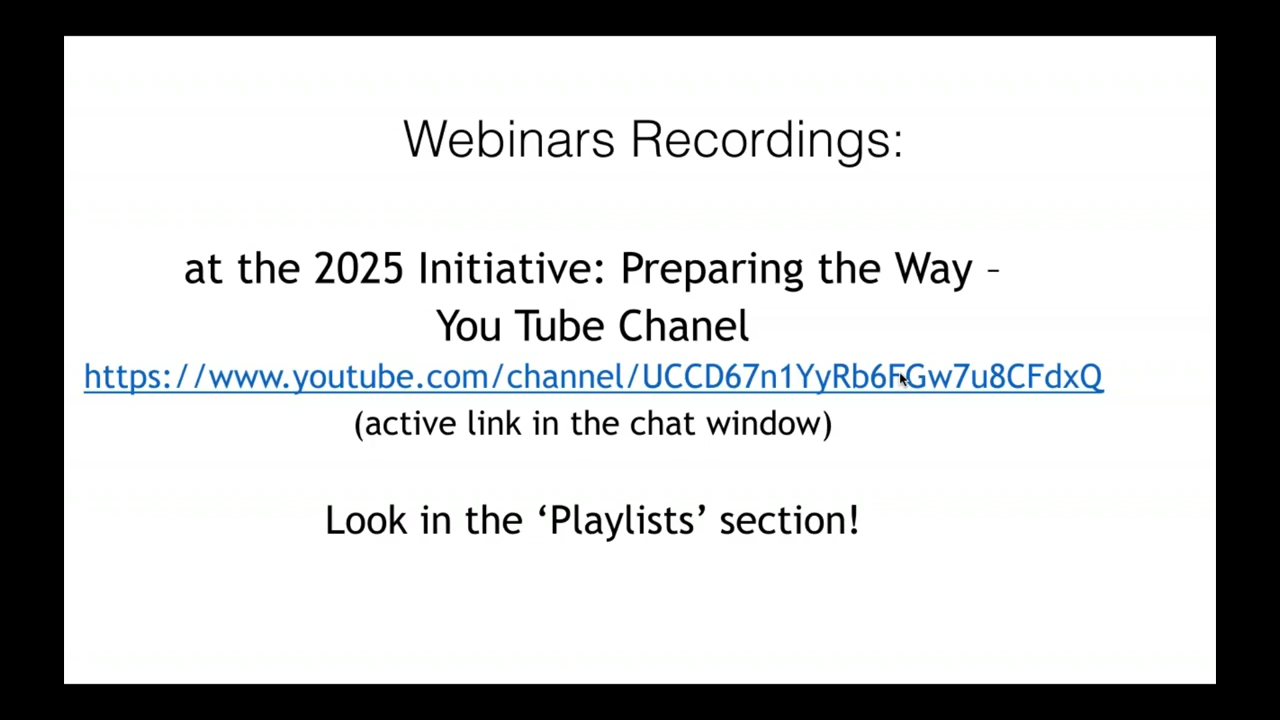 Webinars Recordings:
at the 2025 Initiative: Preparing the Way –
You Tube Chanel
https://www.youtube.com/channel/UCCD67n1YyRb6FGw7u8CFdxQ
(active link in the chat window)
Look in the ‘Playlists’ section!